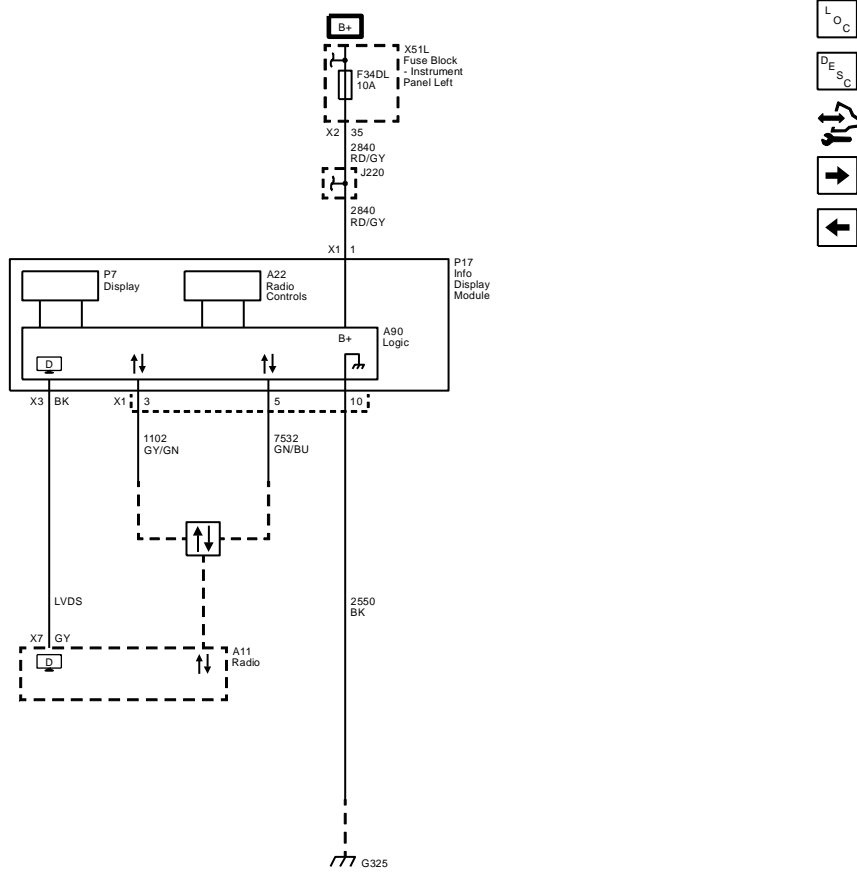 B+
X51L
Fuse Block
- Instrument
Panel Left
F34DL
10A
X2 35
2840
RD/GY
J220
2840
RD/GY
X1 1
P17
Info
Display
Module
P7
Display
A22
Radio
Controls
A90
Logic
B+
D
X3 BK
X1 3
5
10
1102
GY/GN
7532
GN/BU
LVDS
2550
BK
X7 GY
D
A11
Radio
G325
LOC
DESC